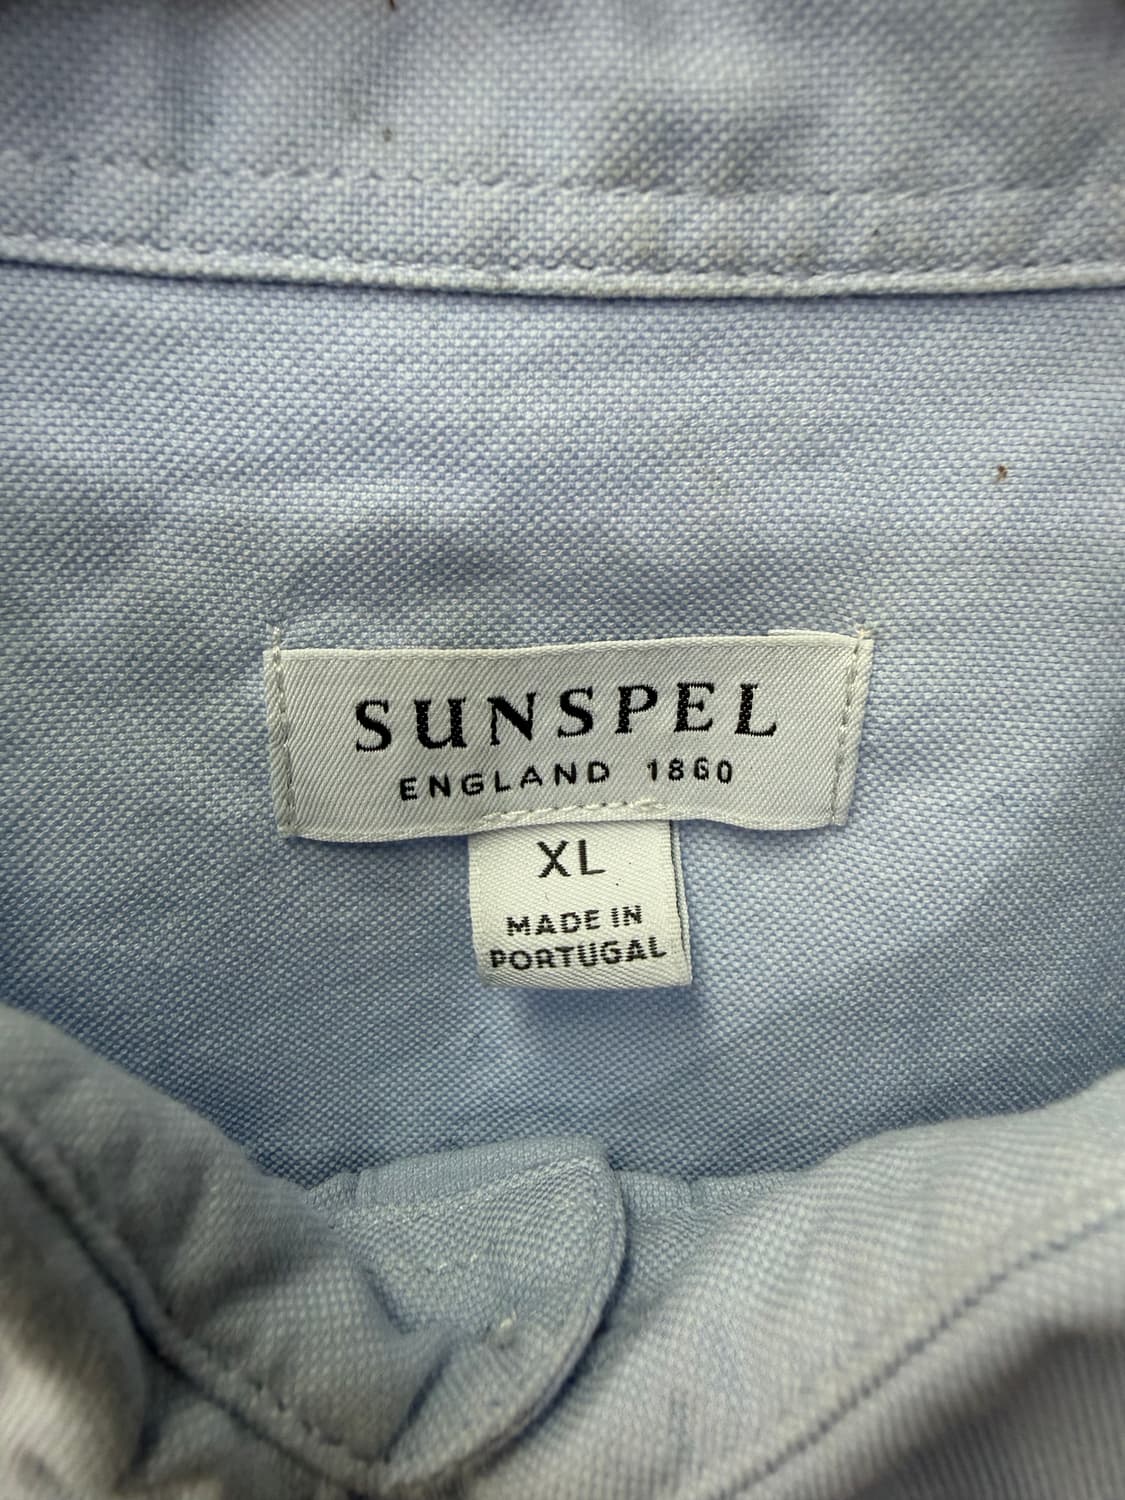 SUNSPEL
ENGLAND 1860
XL
MADE IN
PORTUGAL